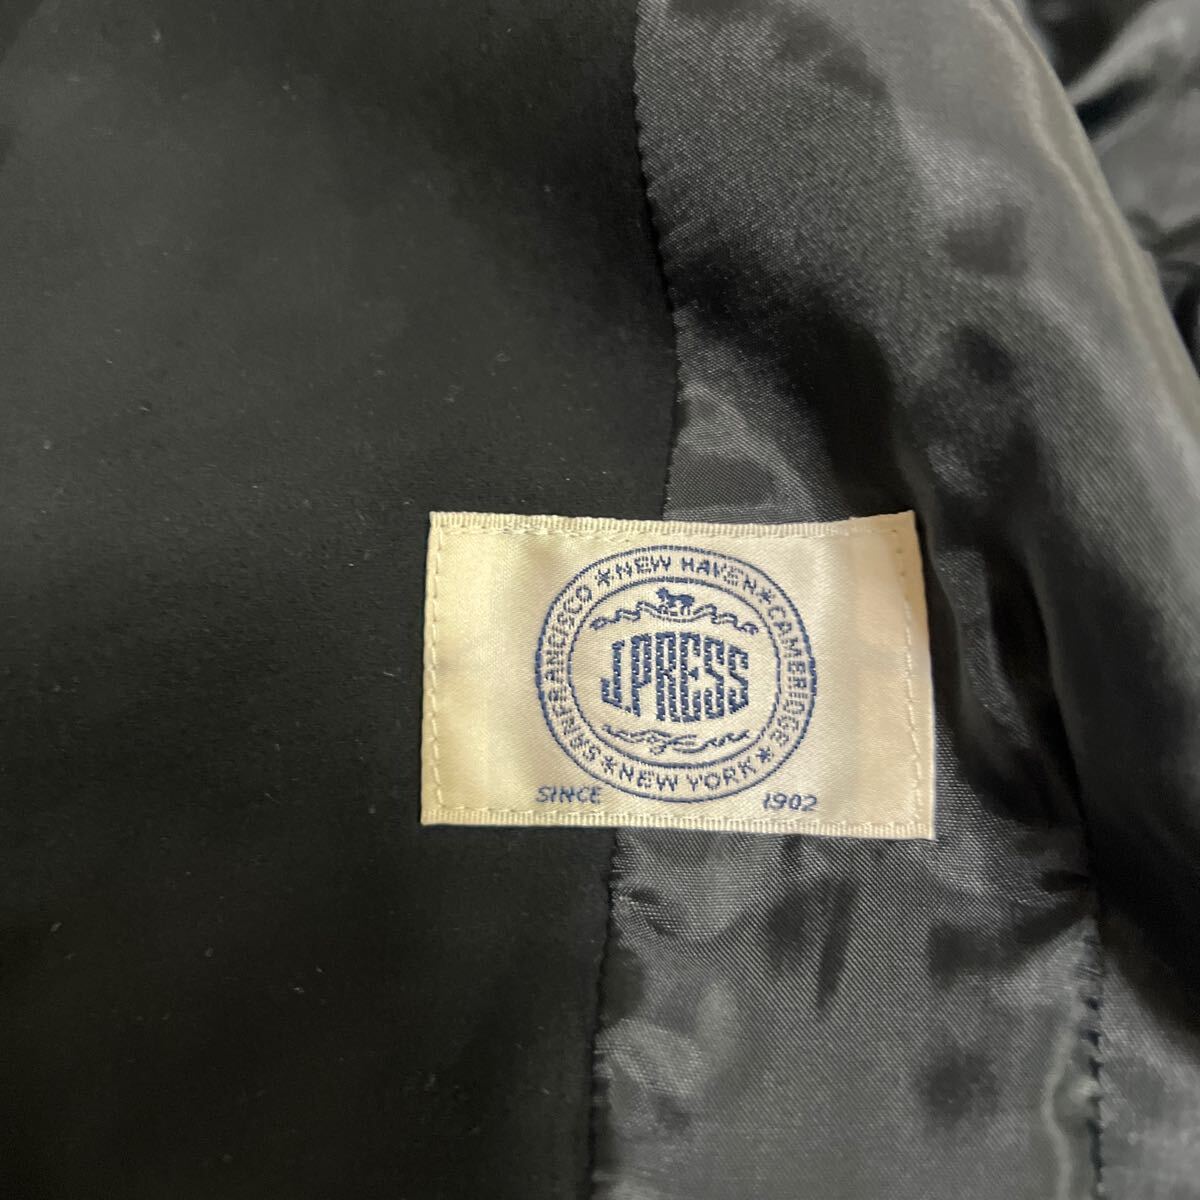 SAN FRANCISCO * NEW HAVEN * CAMBRIDGE * NEW YORK *
J.PRESS
SINCE 1902